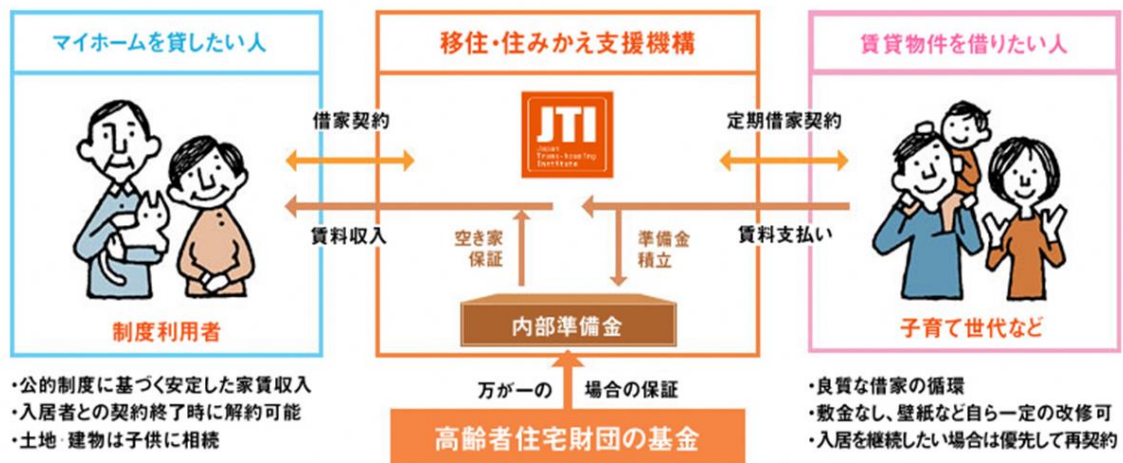 マイホームを貸したい人
移住・住みかえ支援機構
賃貸物件を借りたい人
借家契約
JTI
Japan
Trans-housing
Institute
定期借家契約
賃料収入
空き家
保証
準備金
積立
賃料支払い
内部準備金
制度利用者
子育て世代など
・公的制度に基づく安定した家賃収入
・入居者との契約終了時に解約可能
・土地・建物は子供に相続
万が一の 場合の保証
高齢者住宅財団の基金
・良質な借家の循環
・敷金なし、壁紙など自ら一定の改修可
・入居を継続したい場合は優先して再契約